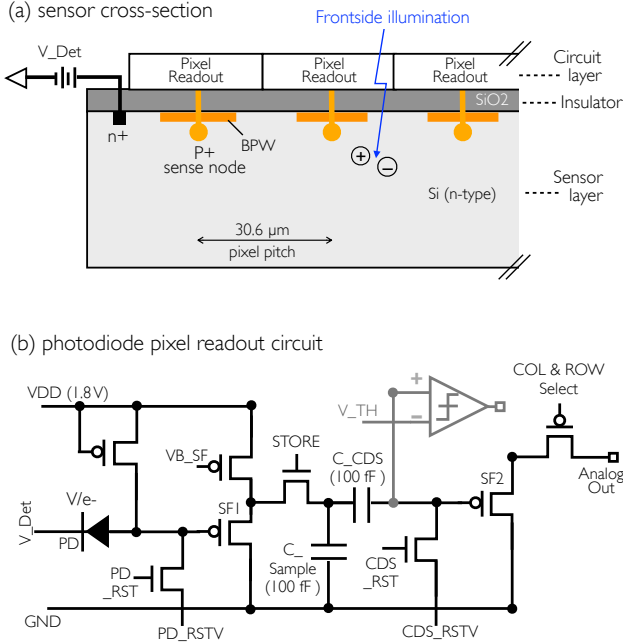 (a) sensor cross-section
Frontside illumination
V_Det
Pixel
Readout
Pixel
Readout
Pixel
Readout
Circuit
layer
SiO2
Insulator
n+
P+
sense node
BPW
+
−
Si (n-type)
Sensor
layer
30.6 µm
pixel pitch
(b) photodiode pixel readout circuit
COL & ROW
Select
VDD (1.8V)
V_TH
+
−
STORE
VB_SF
C_CDS
(100 fF)
SF2
Analog
Out
V/e-
SF1
V_Det
PD
PD
_RST
C_
Sample
(100 fF)
CDS
_RST
GND
PD_RSTV
CDS_RSTV